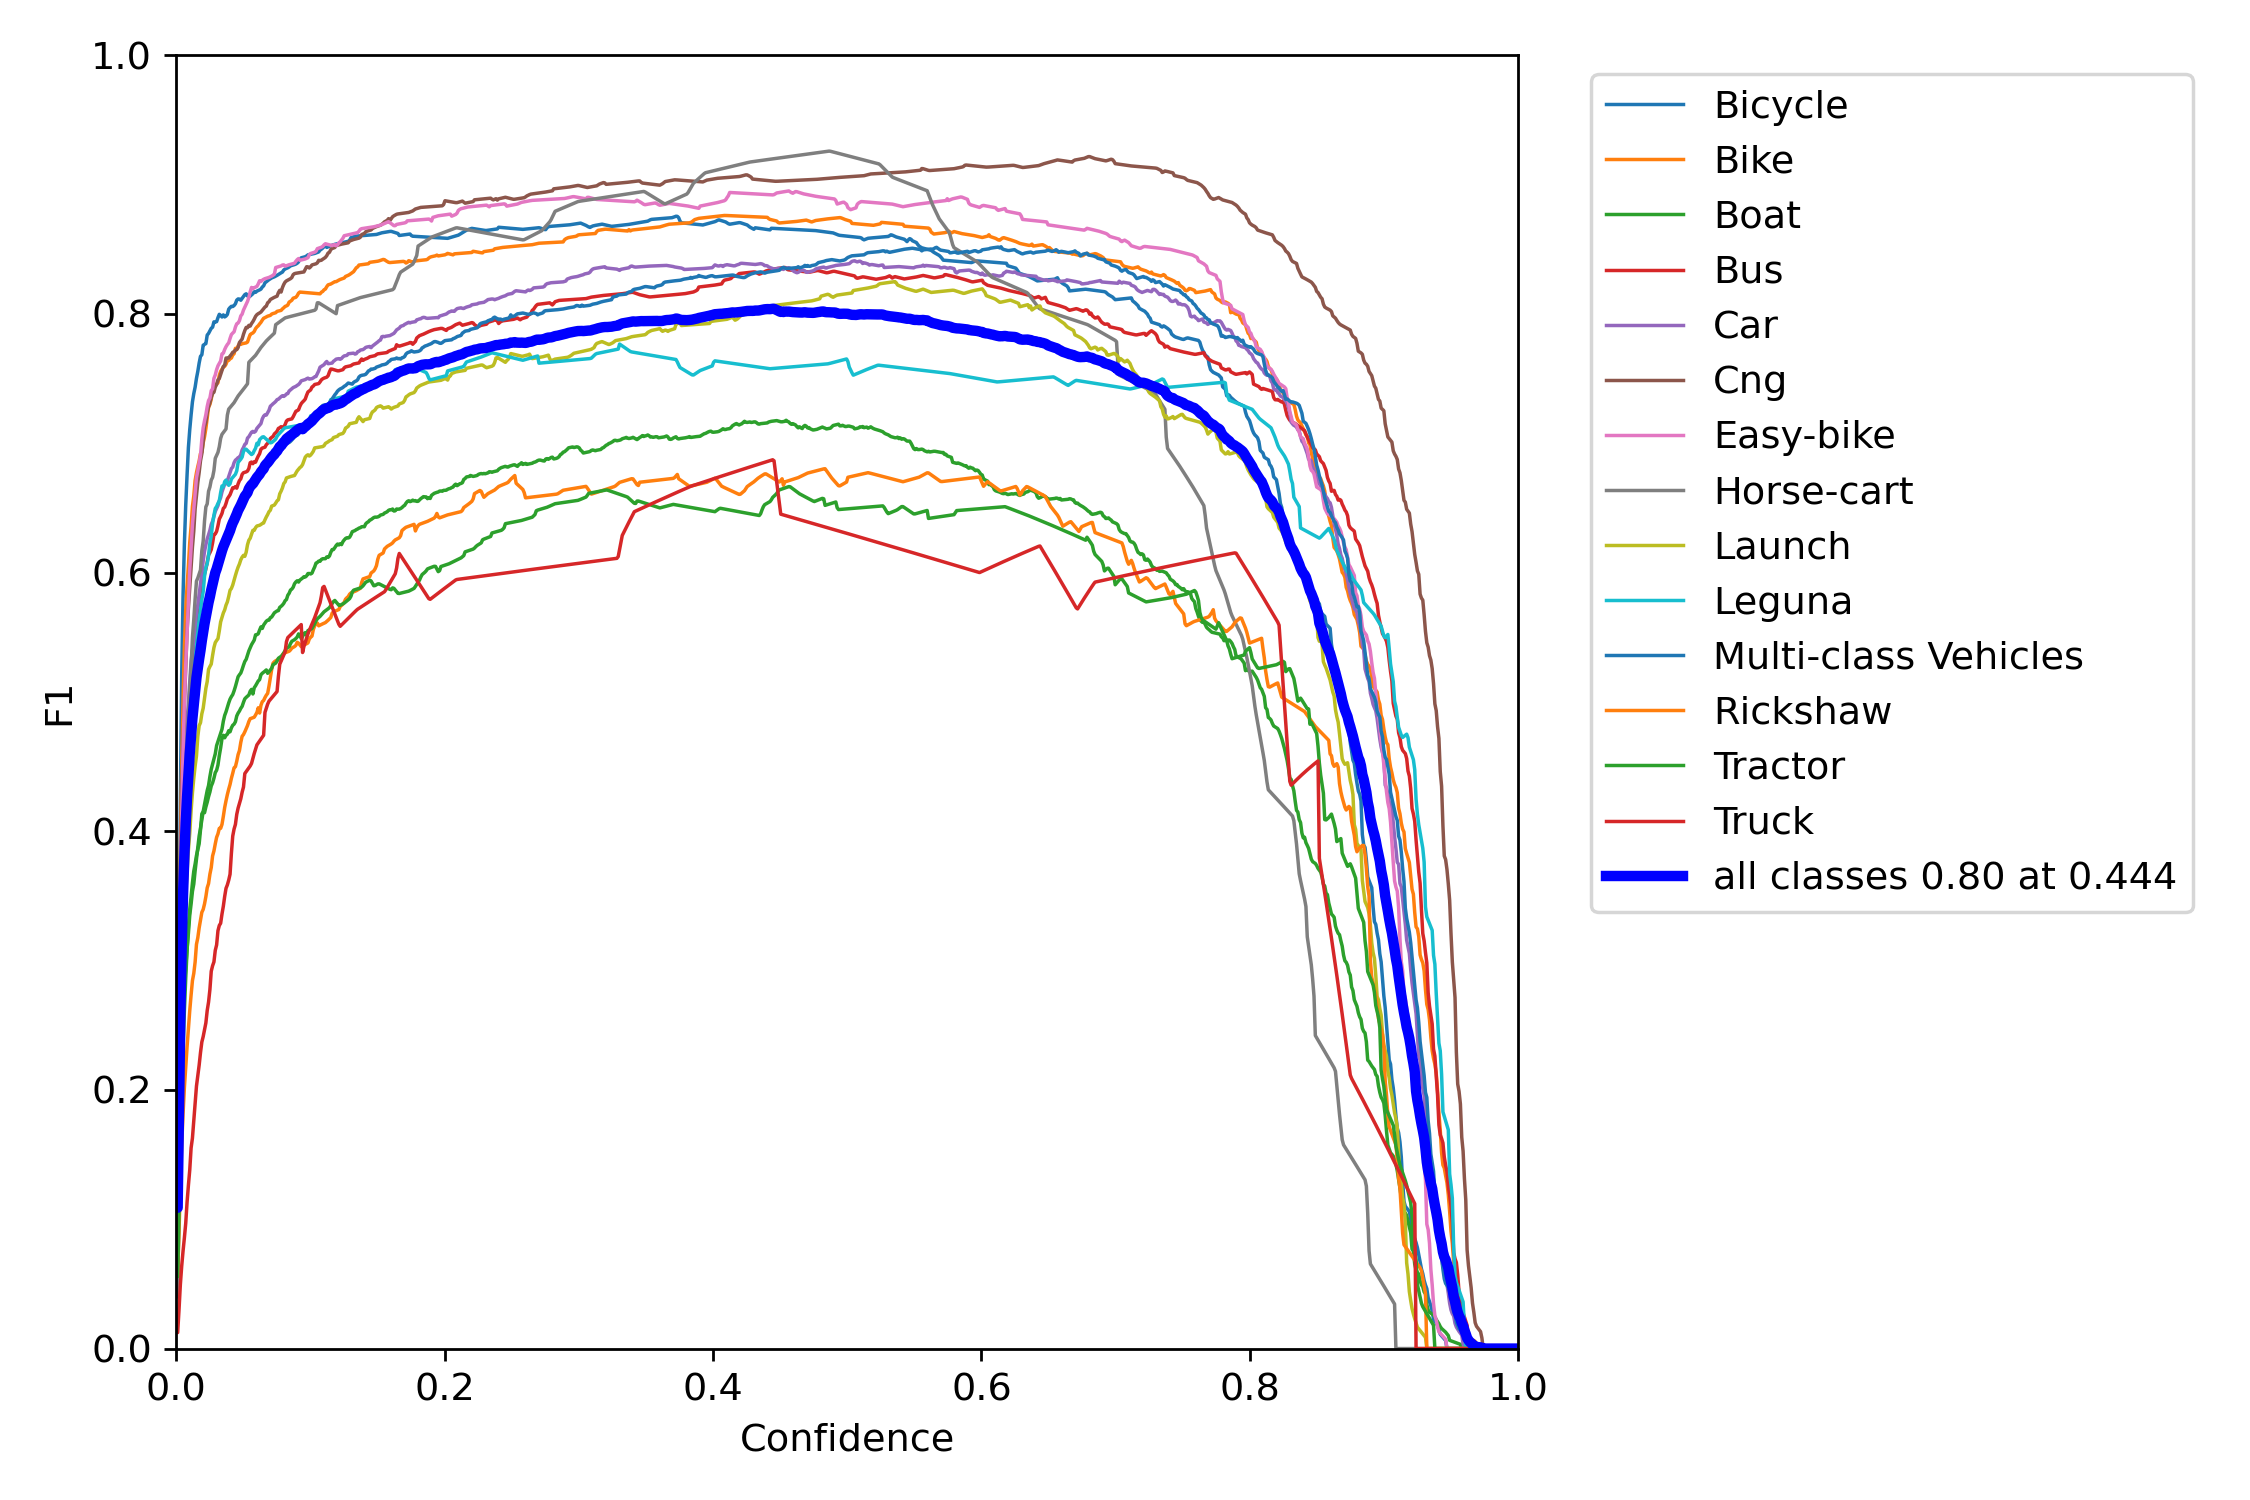 1.0
0.8
0.6
0.4
0.2
0.0
F1
0.0 0.2 0.4 0.6 0.8 1.0
Confidence
Bicycle
Bike
Boat
Bus
Car
Cng
Easy-bike
Horse-cart
Launch
Leguna
Multi-class Vehicles
Rickshaw
Tractor
Truck
all classes 0.80 at 0.444